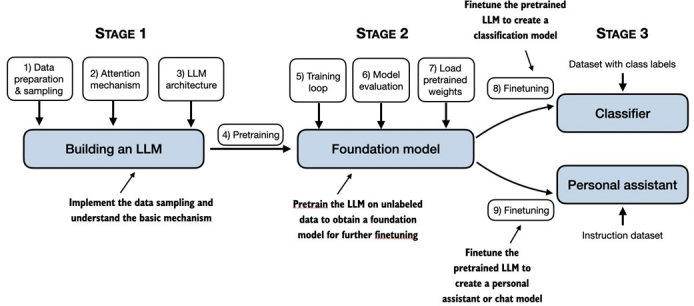 Finetune the pretrained
LLM to create a
classification model
STAGE 1
STAGE 2
STAGE 3
1) Data
preparation
& sampling
2) Attention
mechanism
3) LLM
architecture
5) Training
loop
6) Model
evaluation
7) Load
pretrained
weights
8) Finetuning
Dataset with class labels
Classifier
Building an LLM
4) Pretraining
Foundation model
Personal assistant
Implement the data sampling and
understand the basic mechanism
Pretrain the LLM on unlabeled
data to obtain a foundation
model for further finetuning
9) Finetuning
Instruction dataset
Finetune the
pretrained LLM to
create a personal
assistant or chat model